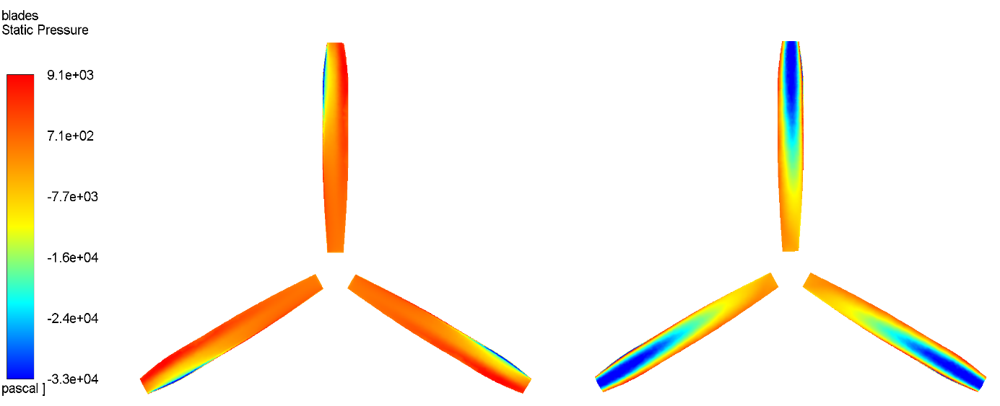 blades
Static Pressure
9.1e+03
7.1e+02
-7.7e+03
-1.6e+04
-2.4e+04
-3.3e+04
pascal ]